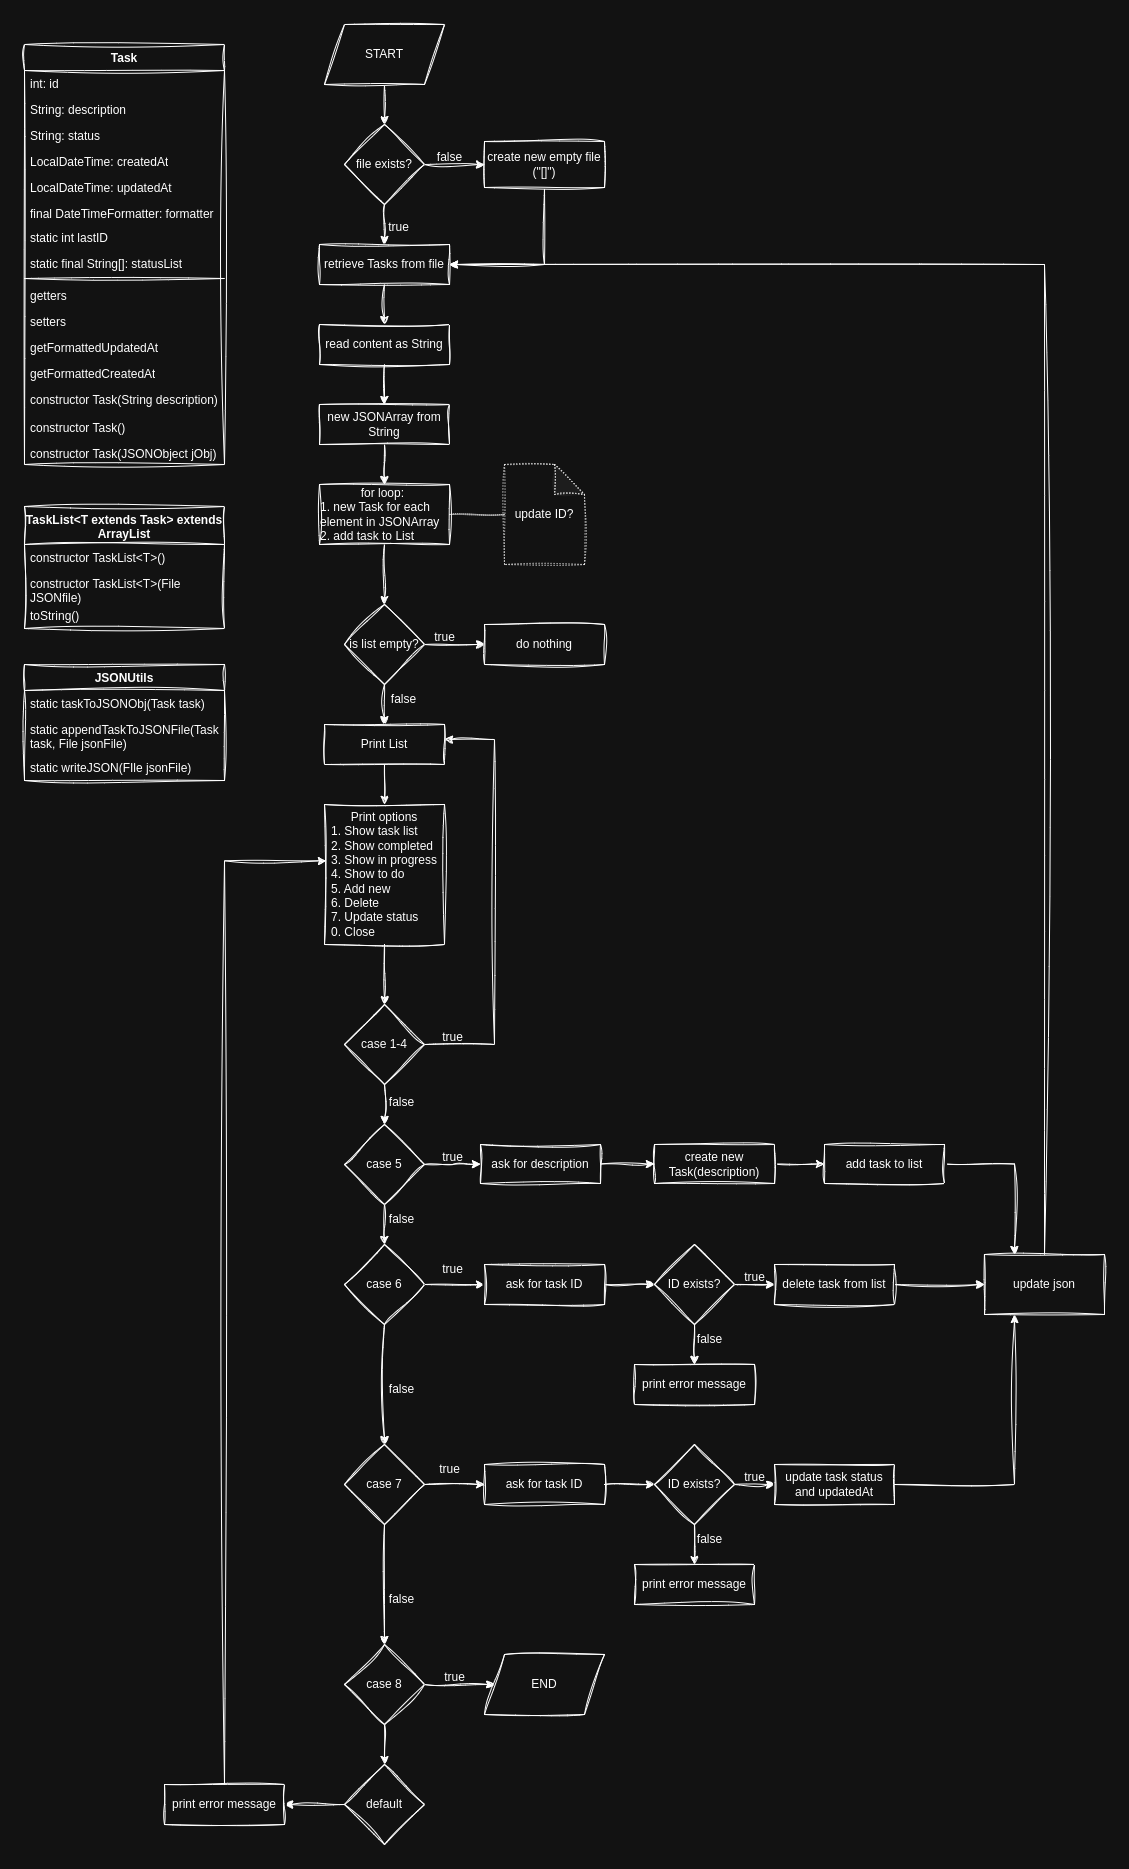 Task
int: id
String: description
String: status
LocalDateTime: createdAt
LocalDateTime: updatedAt
final DateTimeFormatter: formatter
static int lastID
static final String[]: statusList
getters
setters
getFormattedUpdatedAt
getFormattedCreatedAt
constructor Task(String description)
constructor Task()
constructor Task(JSONObject jObj)
TaskList<T extends Task> extends
ArrayList
constructor TaskList<T>()
constructor TaskList<T>(File
JSONfile)
toString()
JSONUtils
static taskToJSONObj(Task task)
static appendTaskToJSONFile(Task
task, File jsonFile)
static writeJSON(FIle jsonFile)
START
file exists?
false
create new empty file
("[]")
true
retrieve Tasks from file
read content as String
new JSONArray from
String
for loop:
1. new Task for each
element in JSONArray
2. add task to List
update ID?
is list empty?
true
do nothing
false
Print List
Print options
1. Show task list
2. Show completed
3. Show in progress
4. Show to do
5. Add new
6. Delete
7. Update status
0. Close
case 1-4
true
false
case 5
true
ask for description
create new
Task(description)
add task to list
false
case 6
true
ask for task ID
ID exists?
true
delete task from list
update json
false
print error message
false
case 7
true
ask for task ID
ID exists?
true
update task status
and updatedAt
false
print error message
false
case 8
true
END
default
print error message